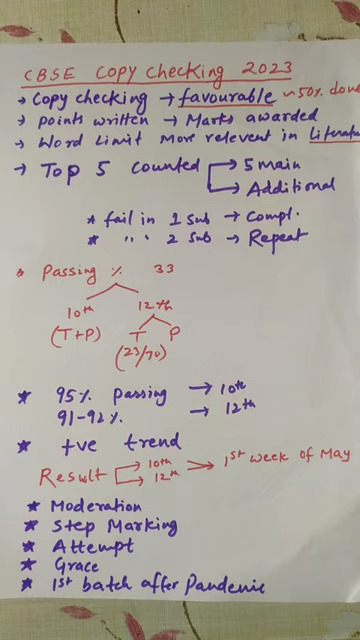 CBSE Copy Checking 2023
→ Copy checking → favourable ~50% done
→ points written → Marks awarded
→ Word Limit More relevent in Literatu
→ Top 5 counted → 5 main
→ Additional
* fail in 1 sub → Compl.
* " " 2 sub → Repeat
* Passing % 33
10th 12th
(T+P) T P
(23/70)
* 95% passing → 10th
91-92% → 12th
* +ve trend
Result → 10th → 1st week of May
→ 12th
* Moderation
* Step Marking
* Attempt
* Grace
* 1st batch after Pandemic